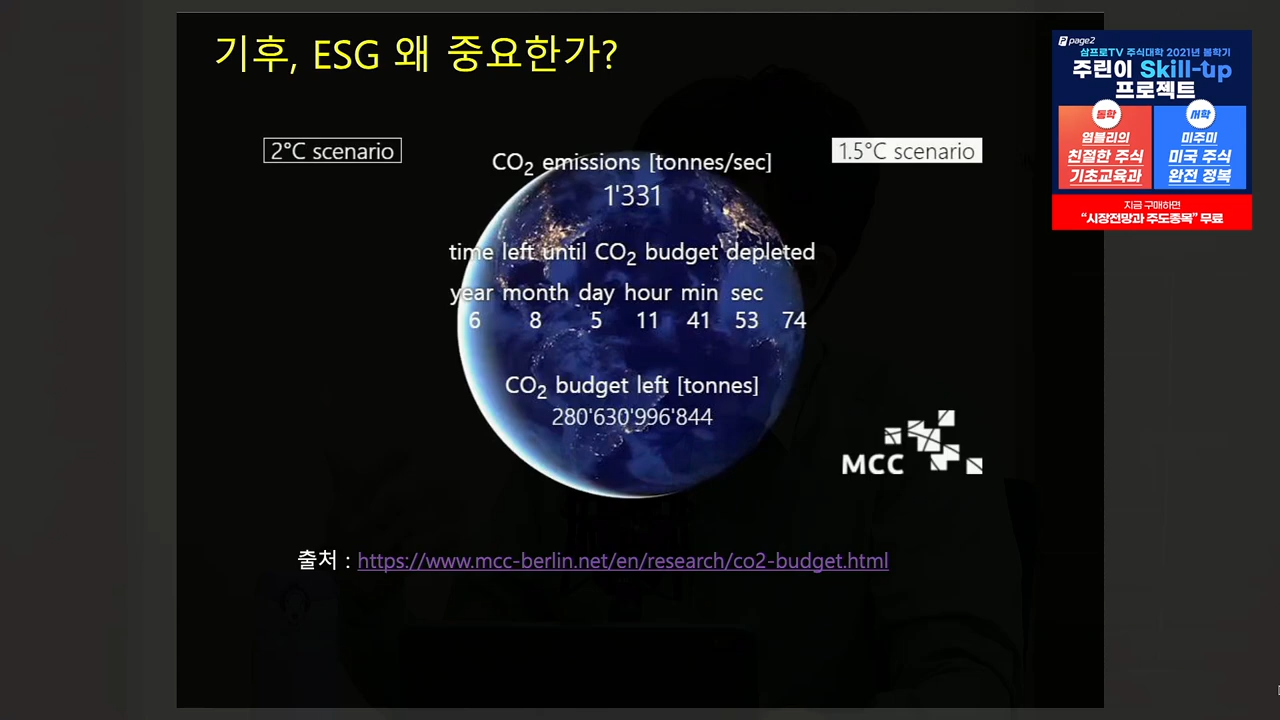 기후, ESG 왜 중요한가?
2°C scenario
1.5°C scenario
CO2 emissions [tonnes/sec]
1'331
time left until CO2 budget depleted
year month day hour min sec
6 8 5 11 41 53 74
CO2 budget left [tonnes]
280'630'996'844
MCC
출처 : https://www.mcc-berlin.net/en/research/co2-budget.html
page2
삼프로TV 주식대학 2021년 봄학기
주린이 Skill-up
프로젝트
동학
염블리의
친절한 주식
기초교육과
서학
미주미
미국 주식
완전 정복
지금 구매하면
“시장전망과 주도종목” 무료